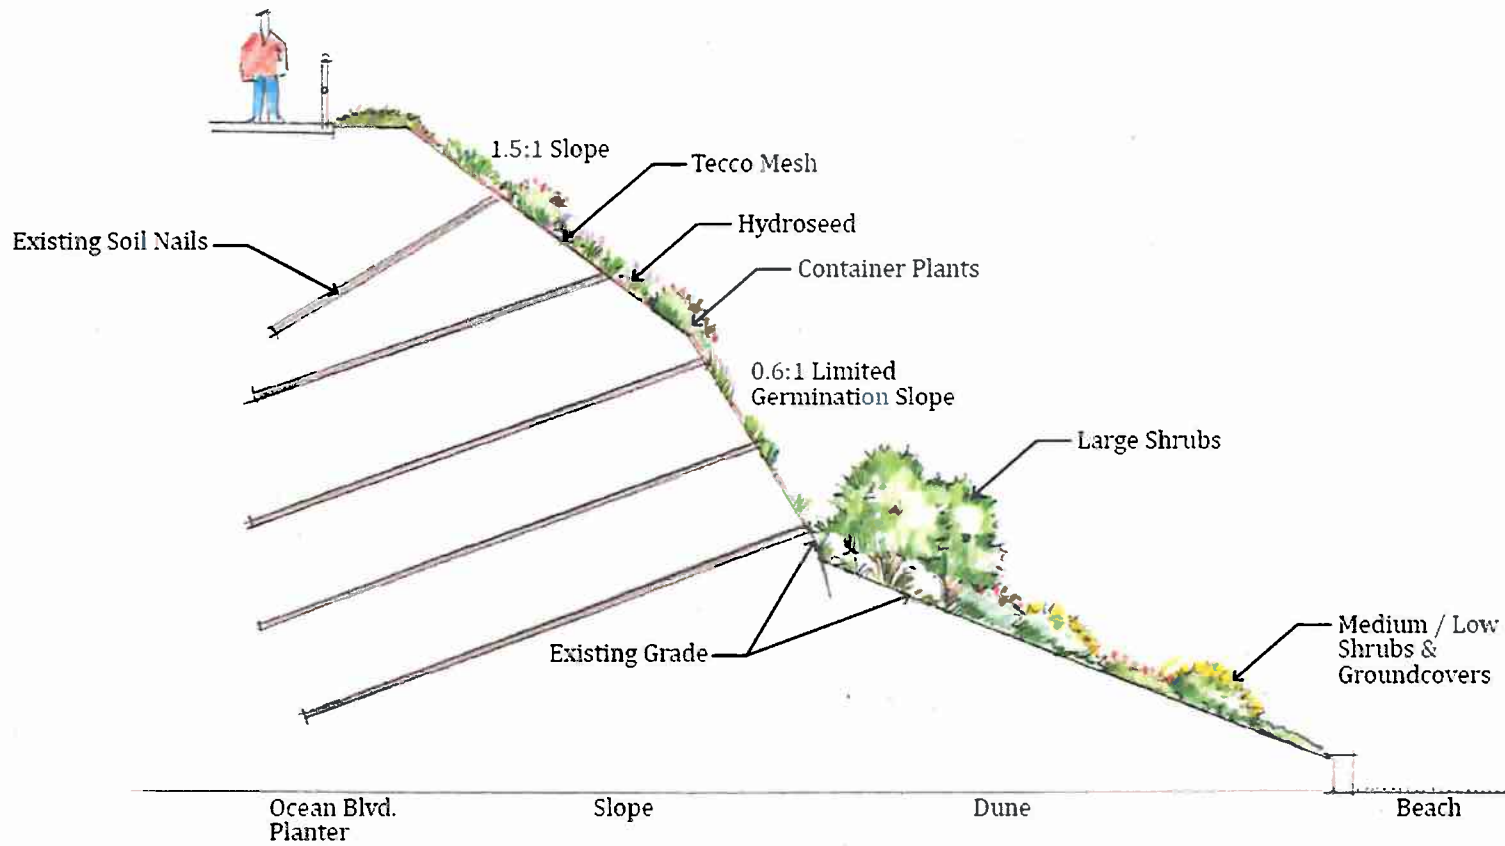 1.5:1 Slope
Tecco Mesh
Hydroseed
Existing Soil Nails
Container Plants
0.6:1 Limited
Germination Slope
Large Shrubs
Existing Grade
Medium / Low
Shrubs &
Groundcovers
Ocean Blvd.
Planter
Slope
Dune
Beach